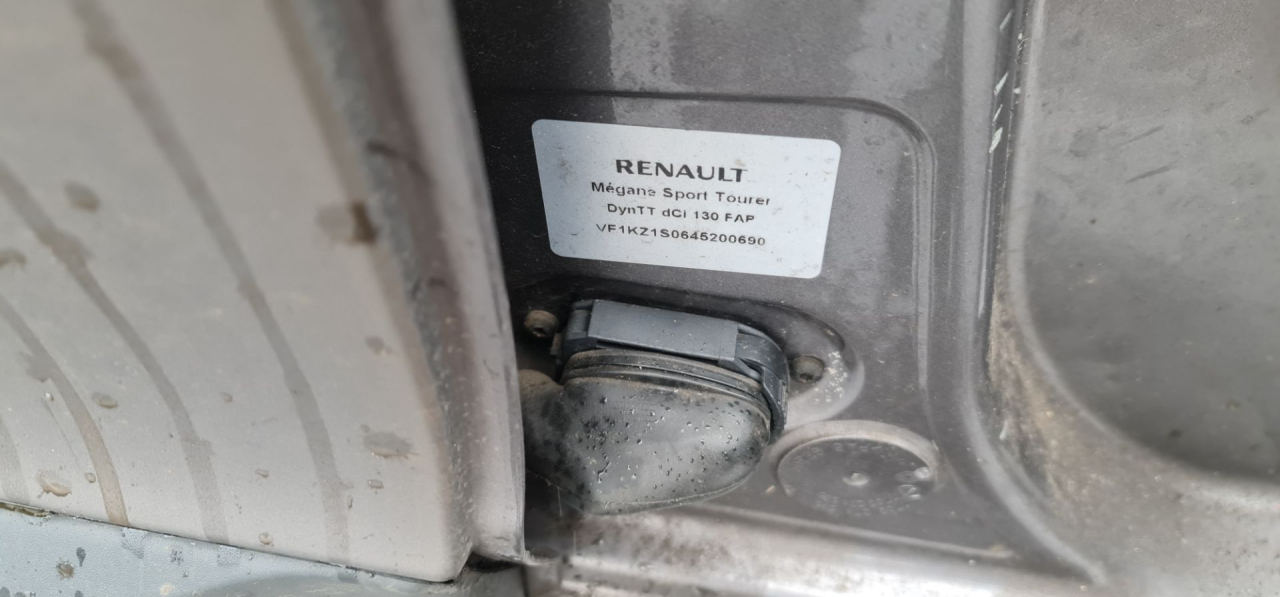 RENAULT
Mégane Sport Tourer
DynTT dCi 130 FAP
VF1KZ1S0645200690